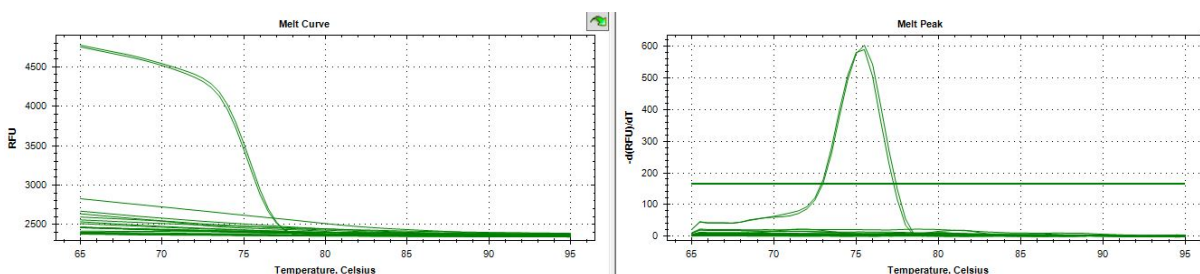 Melt Curve
4500
4000
3500
3000
2500
RFU
65 70 75 80 85 90 95
Temperature, Celsius
Melt Peak
600
500
400
300
200
100
0
-d(RFU)/dT
65 70 75 80 85 90 95
Temperature, Celsius